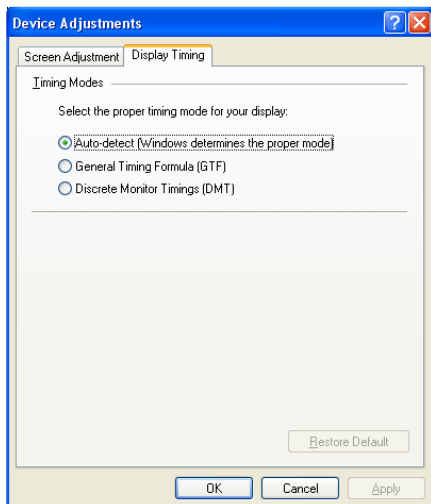 Device Adjustments
Screen Adjustment Display Timing
Timing Modes
Select the proper timing mode for your display:
Auto-detect (Windows determines the proper mode)
General Timing Formula (GTF)
Discrete Monitor Timings (DMT)
Restore Default
OK Cancel Apply